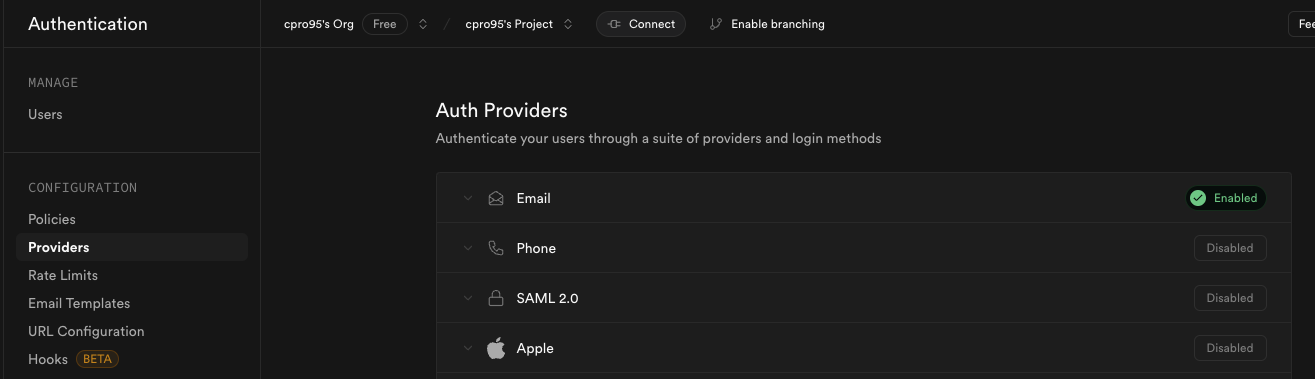 Authentication
cpro95's Org Free / cpro95's Project Connect Enable branching
MANAGE
Users
CONFIGURATION
Policies
Providers
Rate Limits
Email Templates
URL Configuration
Hooks BETA
Auth Providers
Authenticate your users through a suite of providers and login methods
Email Enabled
Phone Disabled
SAML 2.0 Disabled
Apple Disabled